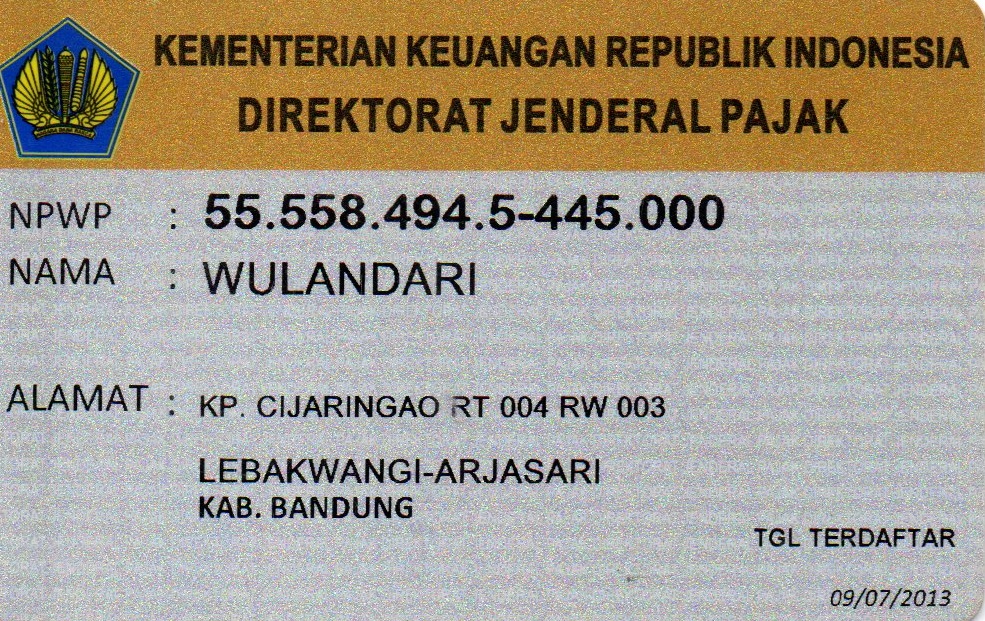 KEMENTERIAN KEUANGAN REPUBLIK INDONESIA
DIREKTORAT JENDERAL PAJAK
NPWP : 55.558.494.5-445.000
NAMA : WULANDARI
ALAMAT : KP. CIJARINGAO RT 004 RW 003
LEBAKWANGI-ARJASARI
KAB. BANDUNG
TGL TERDAFTAR
09/07/2013